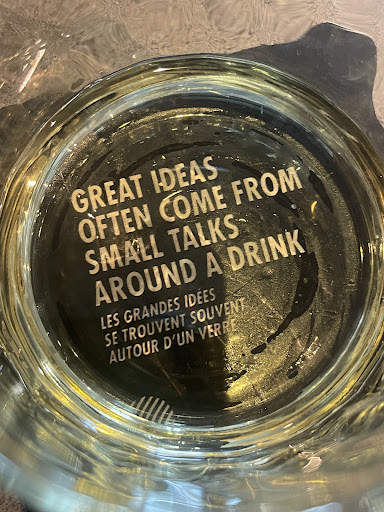 GREAT IDEAS
OFTEN COME FROM
SMALL TALKS
AROUND A DRINK
LES GRANDES IDÉES
SE TROUVENT SOUVENT
AUTOUR D'UN VERRE